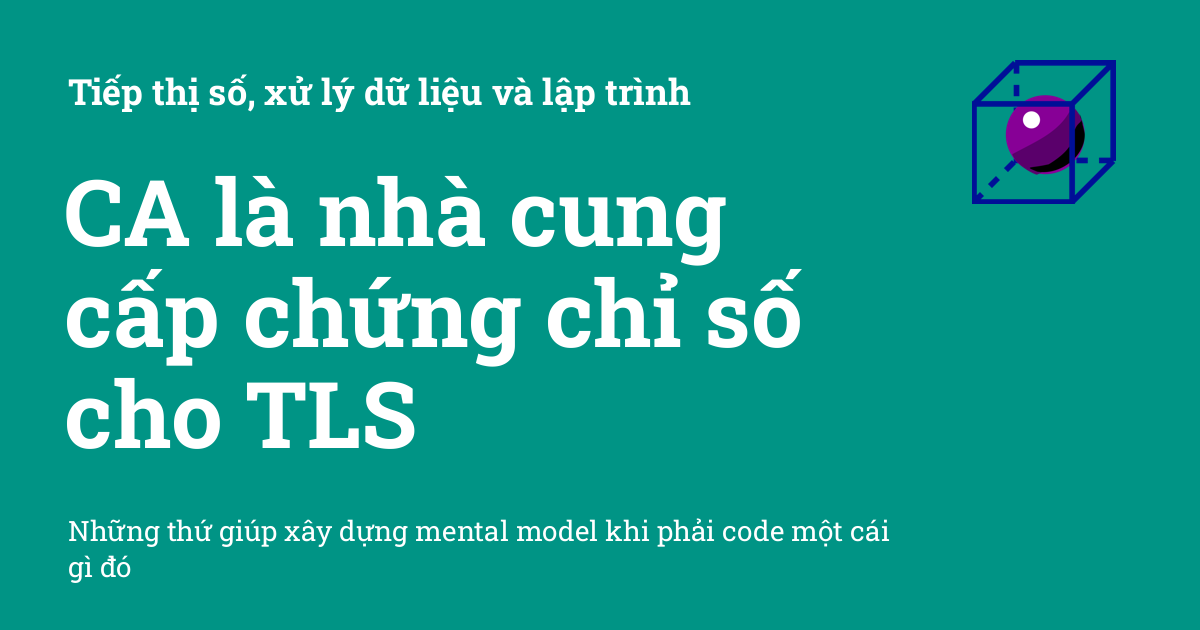 Tiếp thị số, xử lý dữ liệu và lập trình
CA là nhà cung
cấp chứng chỉ số
cho TLS
Những thứ giúp xây dựng mental model khi phải code một cái
gì đó